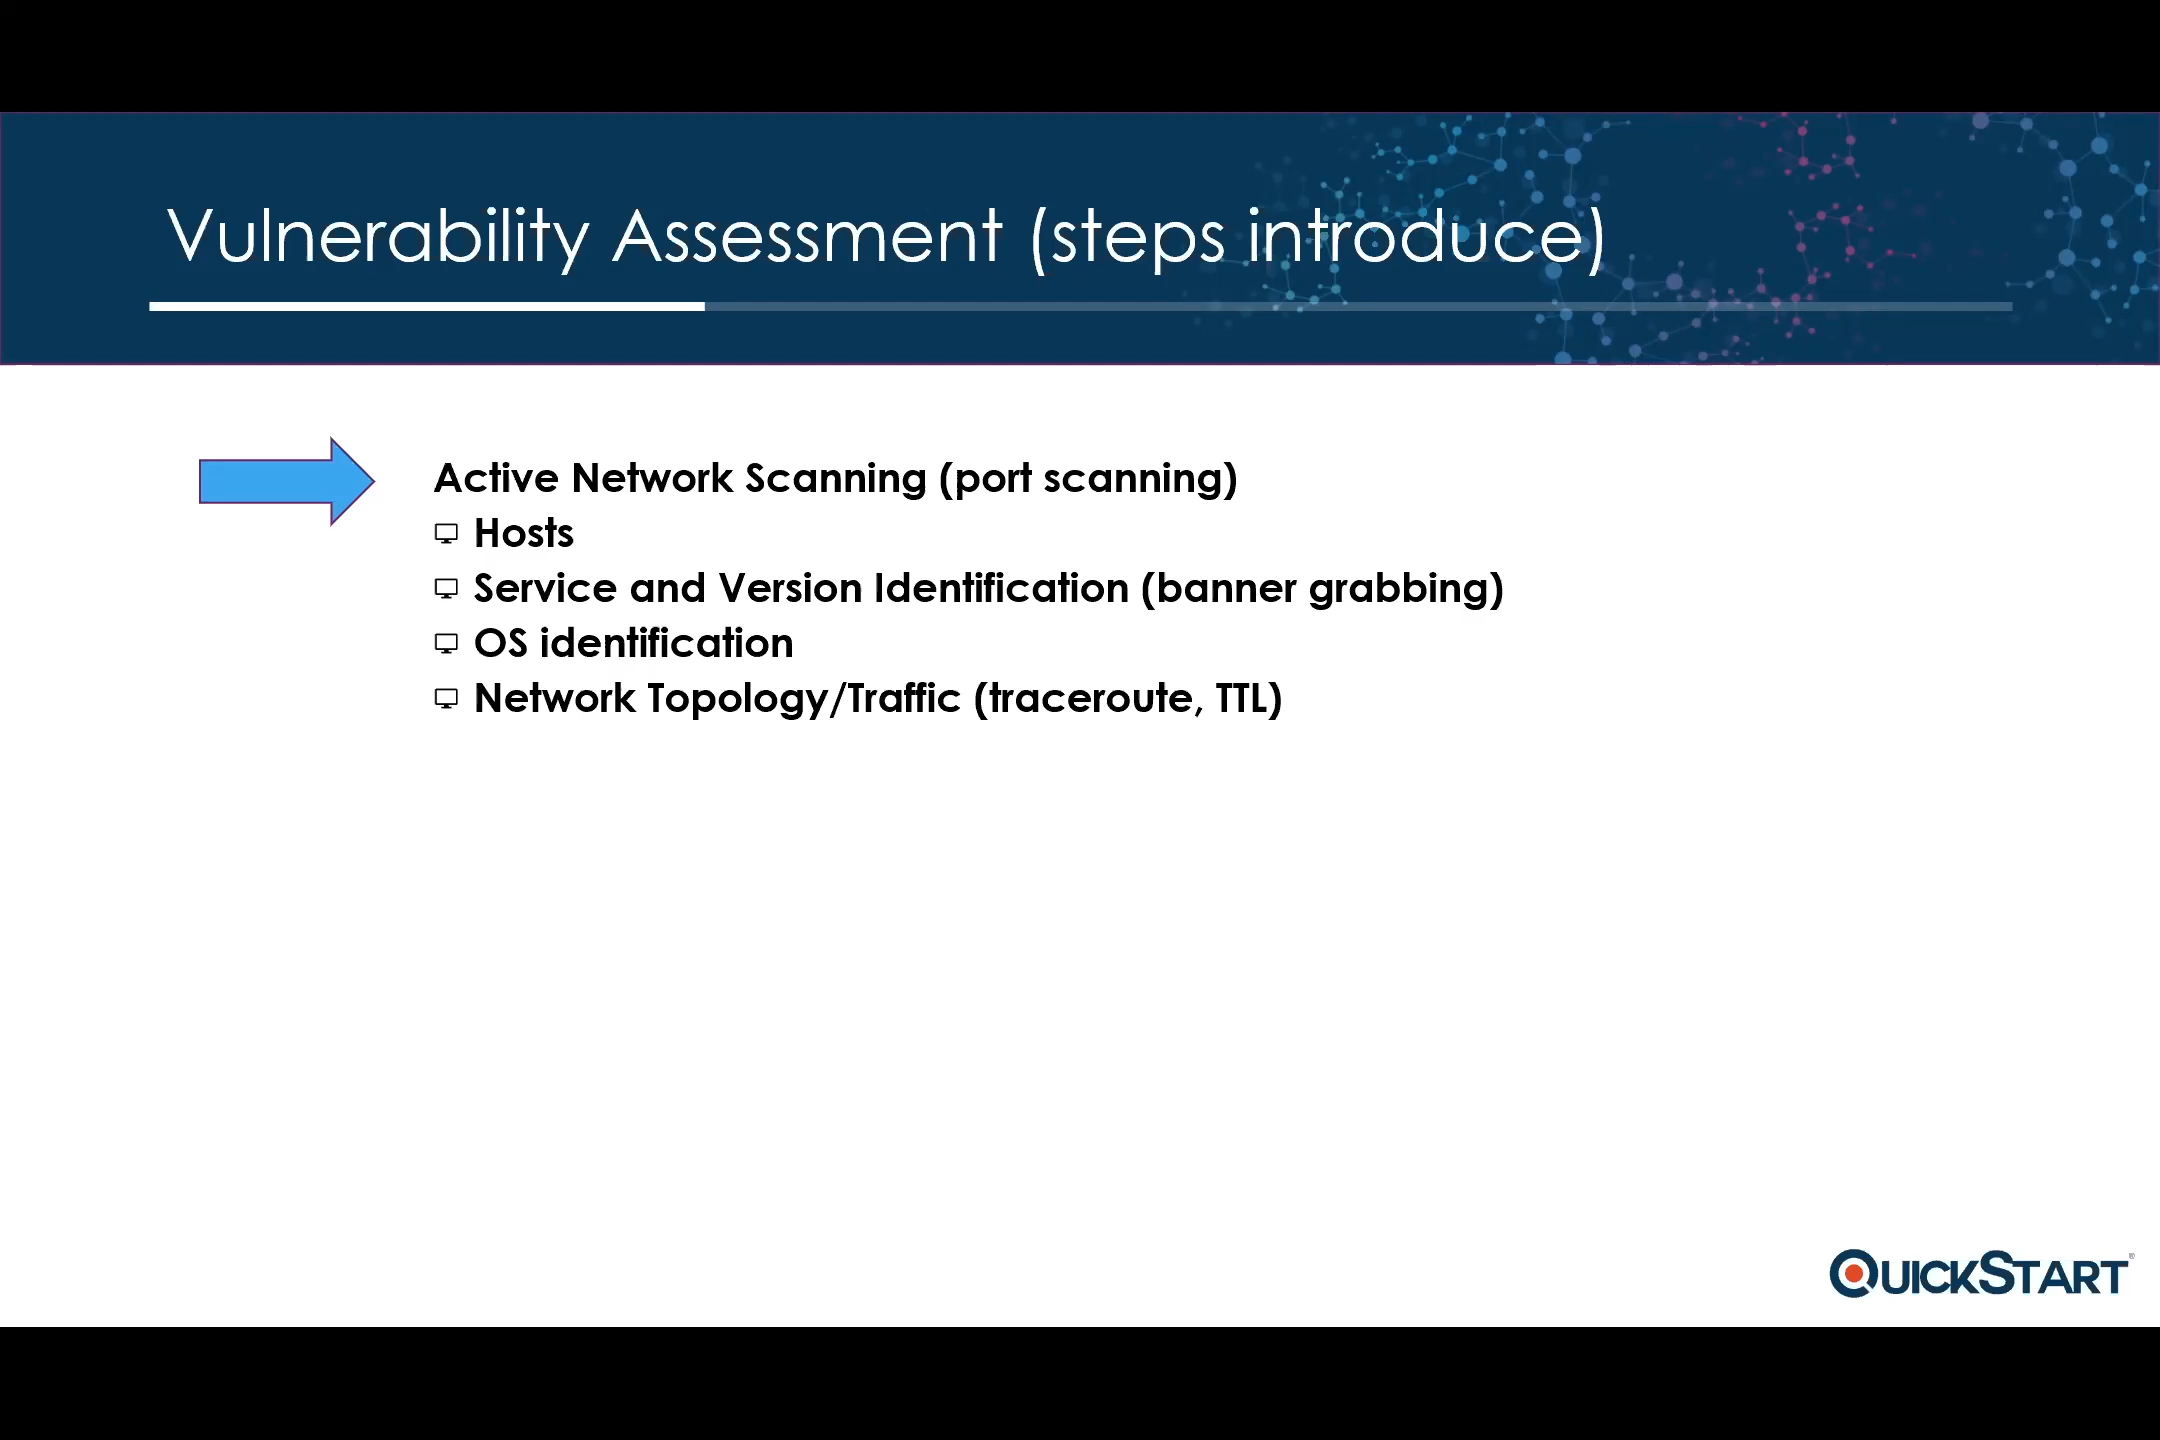 Vulnerability Assessment (steps introduce)
Active Network Scanning (port scanning)
Hosts
Service and Version Identification (banner grabbing)
OS identification
Network Topology/Traffic (traceroute, TTL)
QUICKSTART®